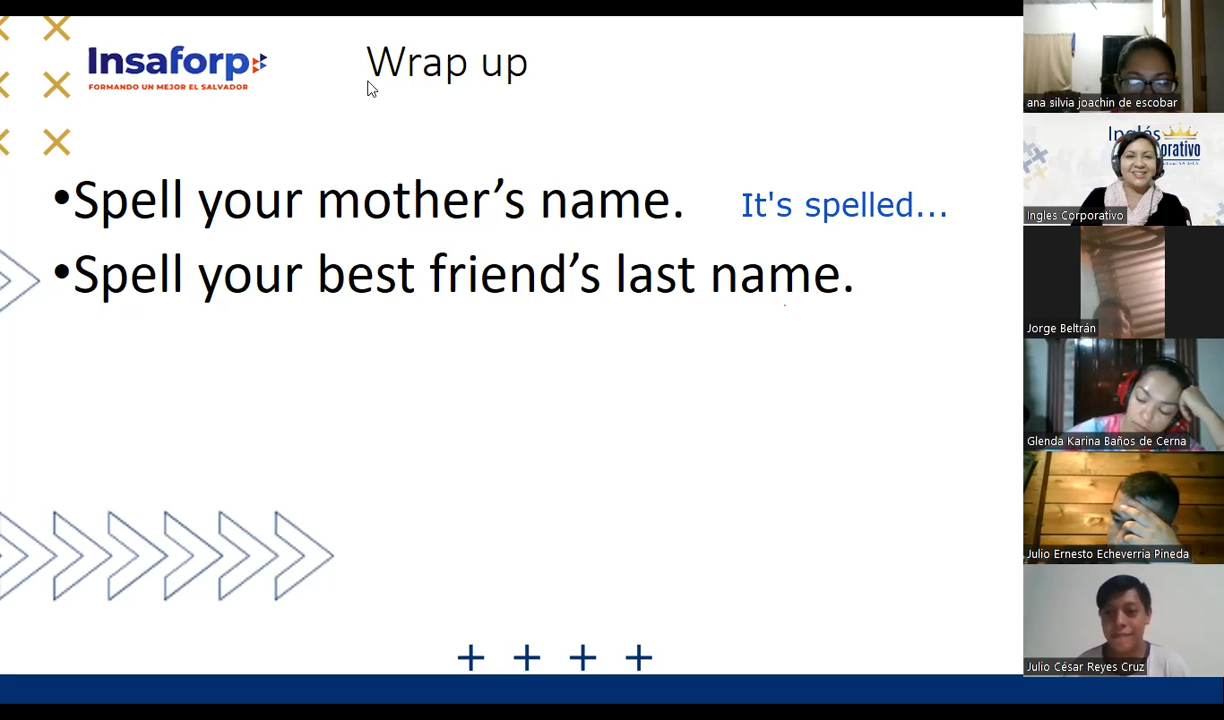 Insaforp
FORMANDO UN MEJOR EL SALVADOR
Wrap up
•Spell your mother’s name.
It's spelled...
•Spell your best friend’s last name.
ana silvia joachin de escobar
Inglés
orativo
Ingles Corporativo
Jorge Beltrán
Glenda Karina Baños de Cerna
Julio Ernesto Echeverria Pineda
Julio César Reyes Cruz